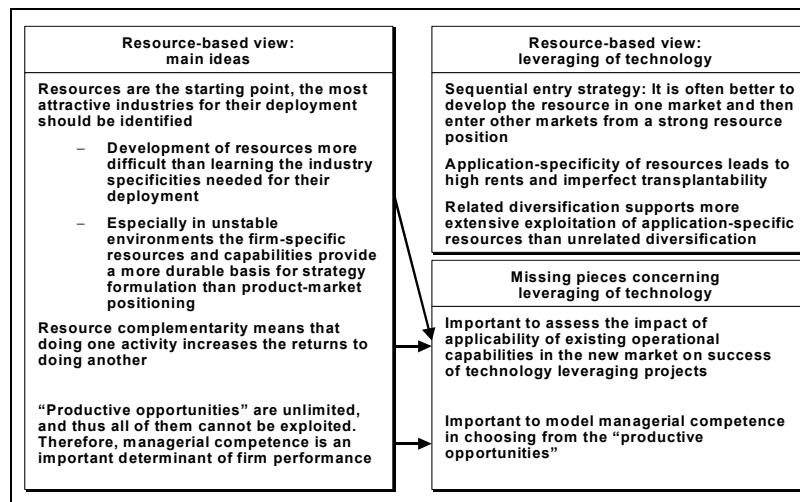 Resource-based view:
main ideas
Resources are the starting point, the most
attractive industries for their deployment
should be identified
– Development of resources more
difficult than learning the industry
specificities needed for their
deployment
– Especially in unstable
environments the firm-specific
resources and capabilities provide
a more durable basis for strategy
formulation than product-market
positioning
Resource complementarity means that
doing one activity increases the returns to
doing another
“Productive opportunities” are unlimited,
and thus all of them cannot be exploited.
Therefore, managerial competence is an
important determinant of firm performance
Resource-based view:
leveraging of technology
Sequential entry strategy: It is often better to
develop the resource in one market and then
enter other markets from a strong resource
position
Application-specificity of resources leads to
high rents and imperfect transplantability
Related diversification supports more
extensive exploitation of application-specific
resources than unrelated diversification
Missing pieces concerning
leveraging of technology
Important to assess the impact of
applicability of existing operational
capabilities in the new market on success
of technology leveraging projects
Important to model managerial competence
in choosing from the “productive
opportunities”